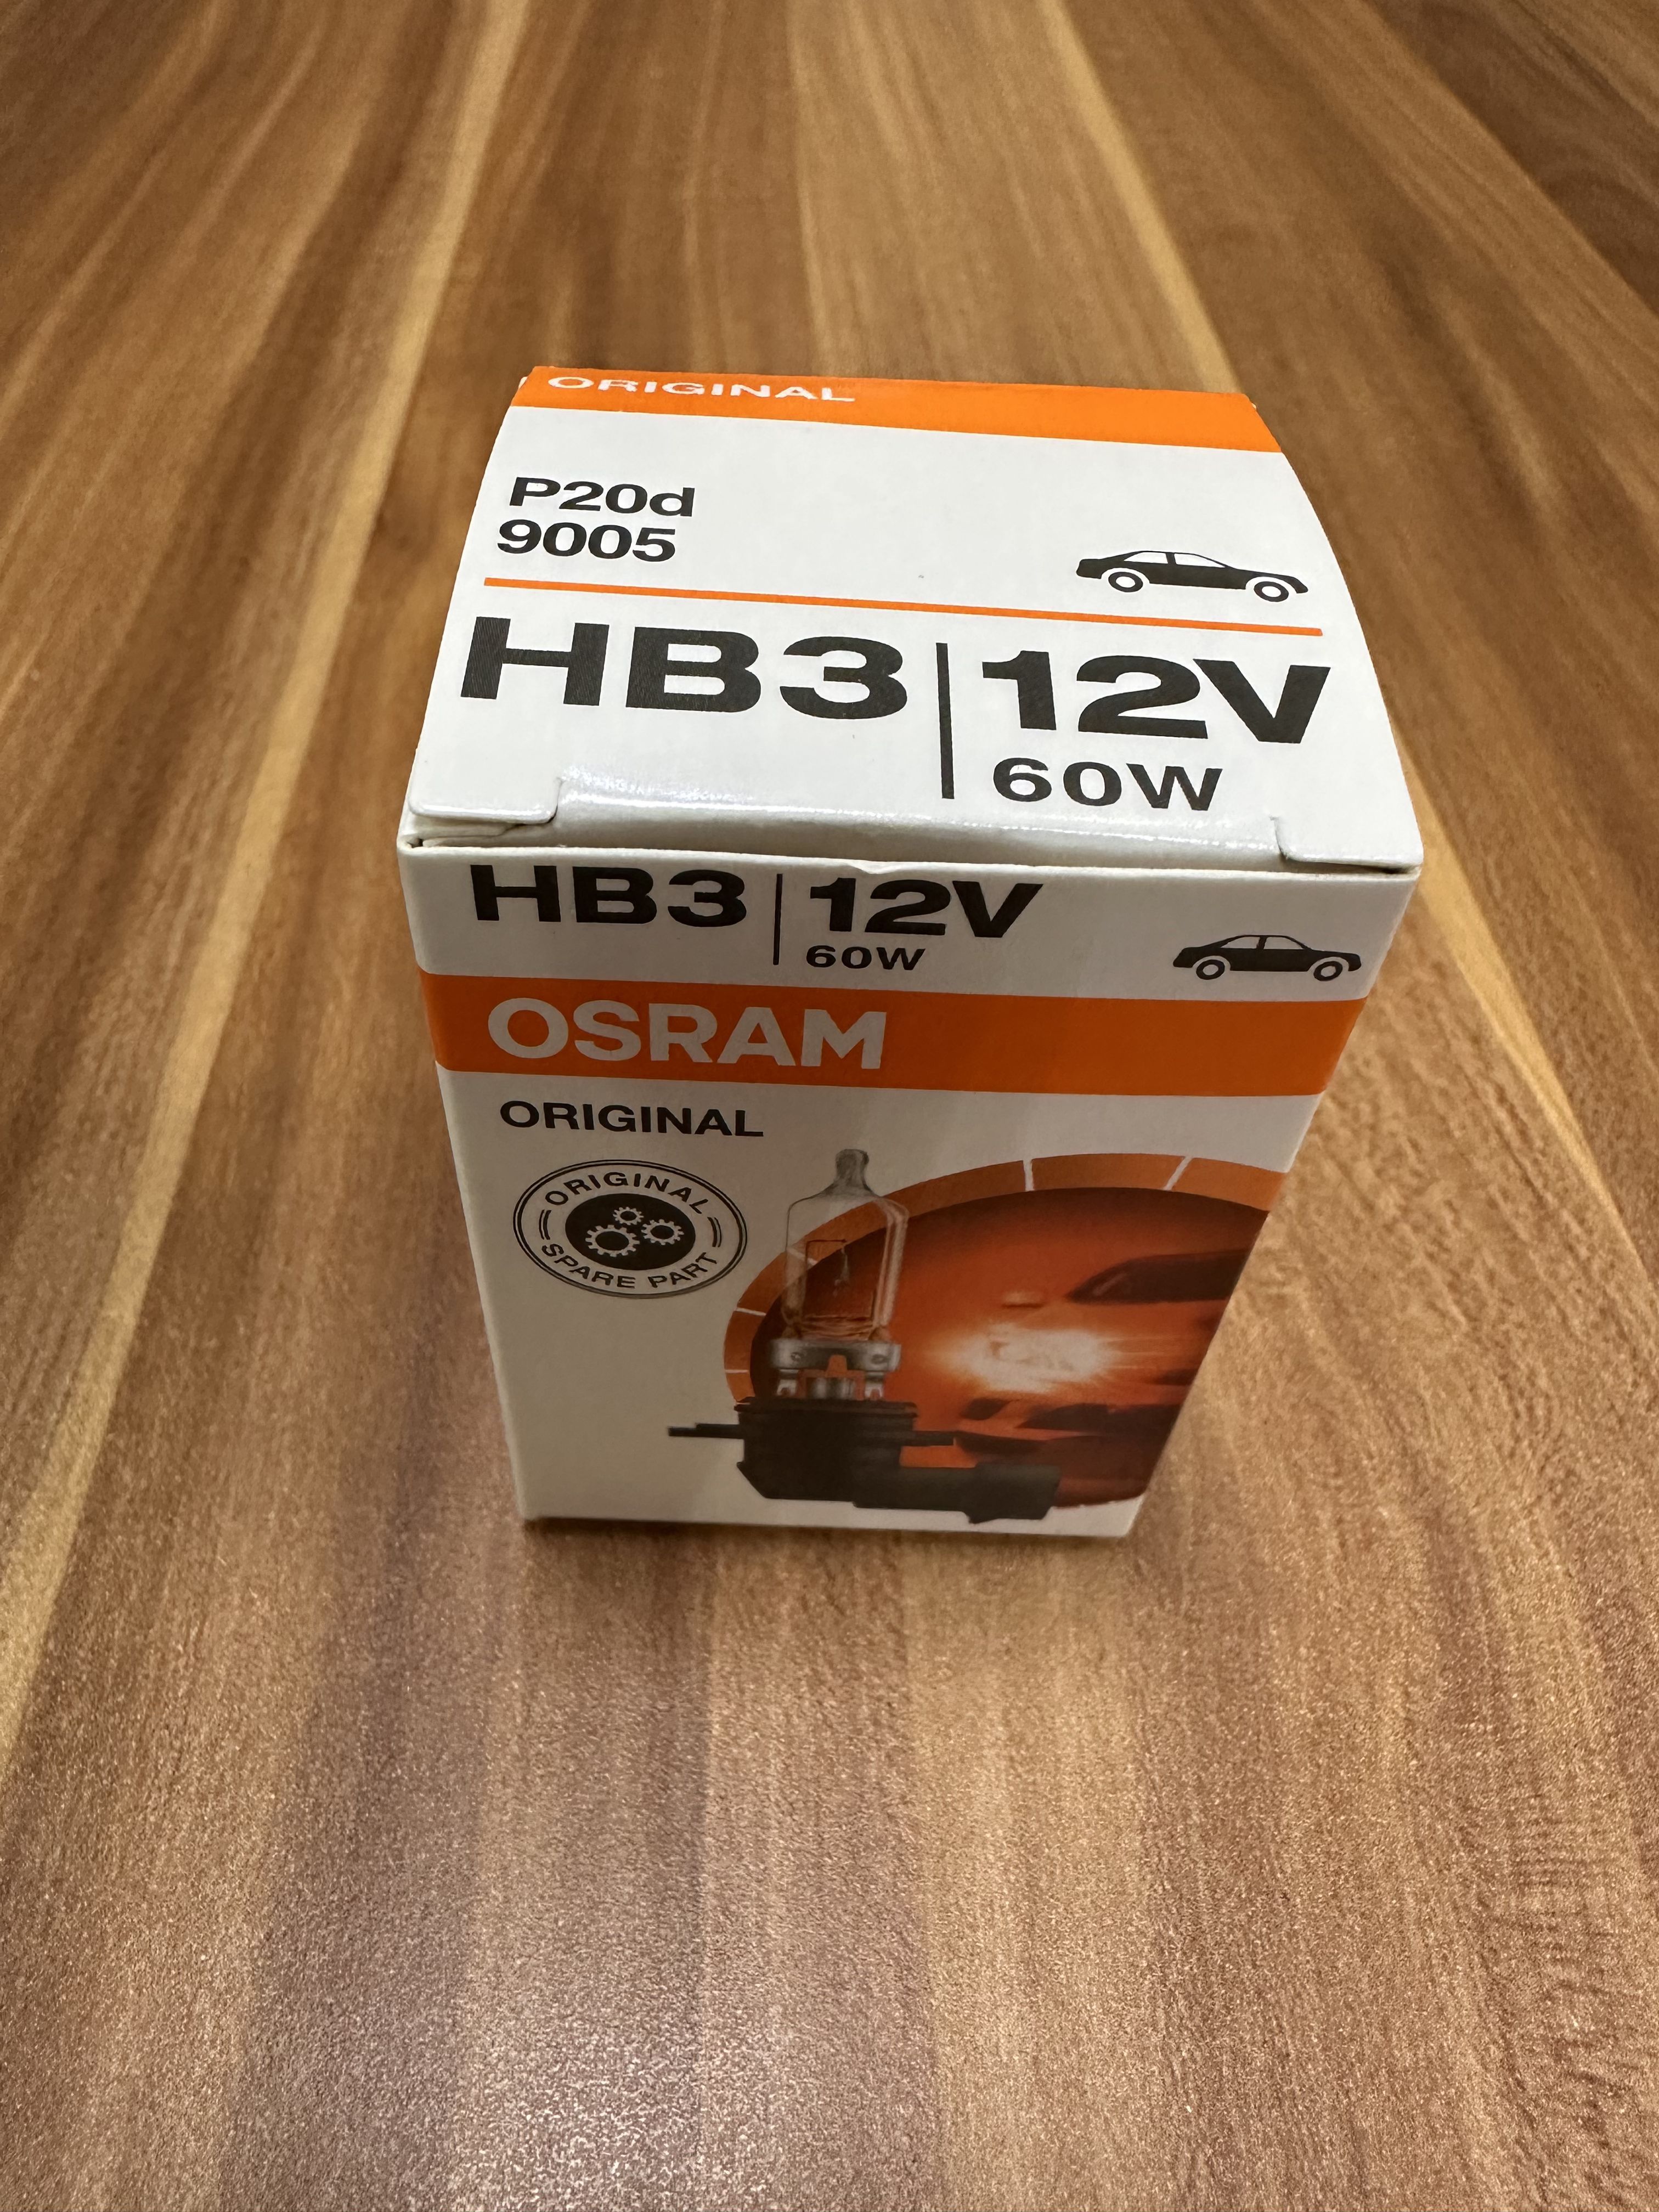 ORIGINAL
P20d
9005
HB3 12V
60W
HB3 12V
60W
OSRAM
ORIGINAL
ORIGINAL
SPARE PART